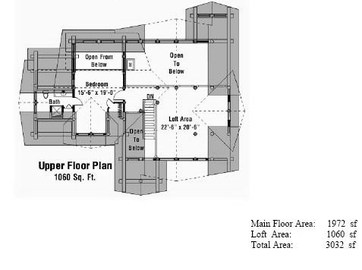 Open From
Below
Open
To
Below
Bedroom
15'-6" x 19'-0"
Bath
DN
Loft Area
22'-6" x 20'-6"
Open
To
Below
Upper Floor Plan
1060 Sq. Ft.
Main Floor Area: 1972 sf
Loft Area: 1060 sf
Total Area: 3032 sf